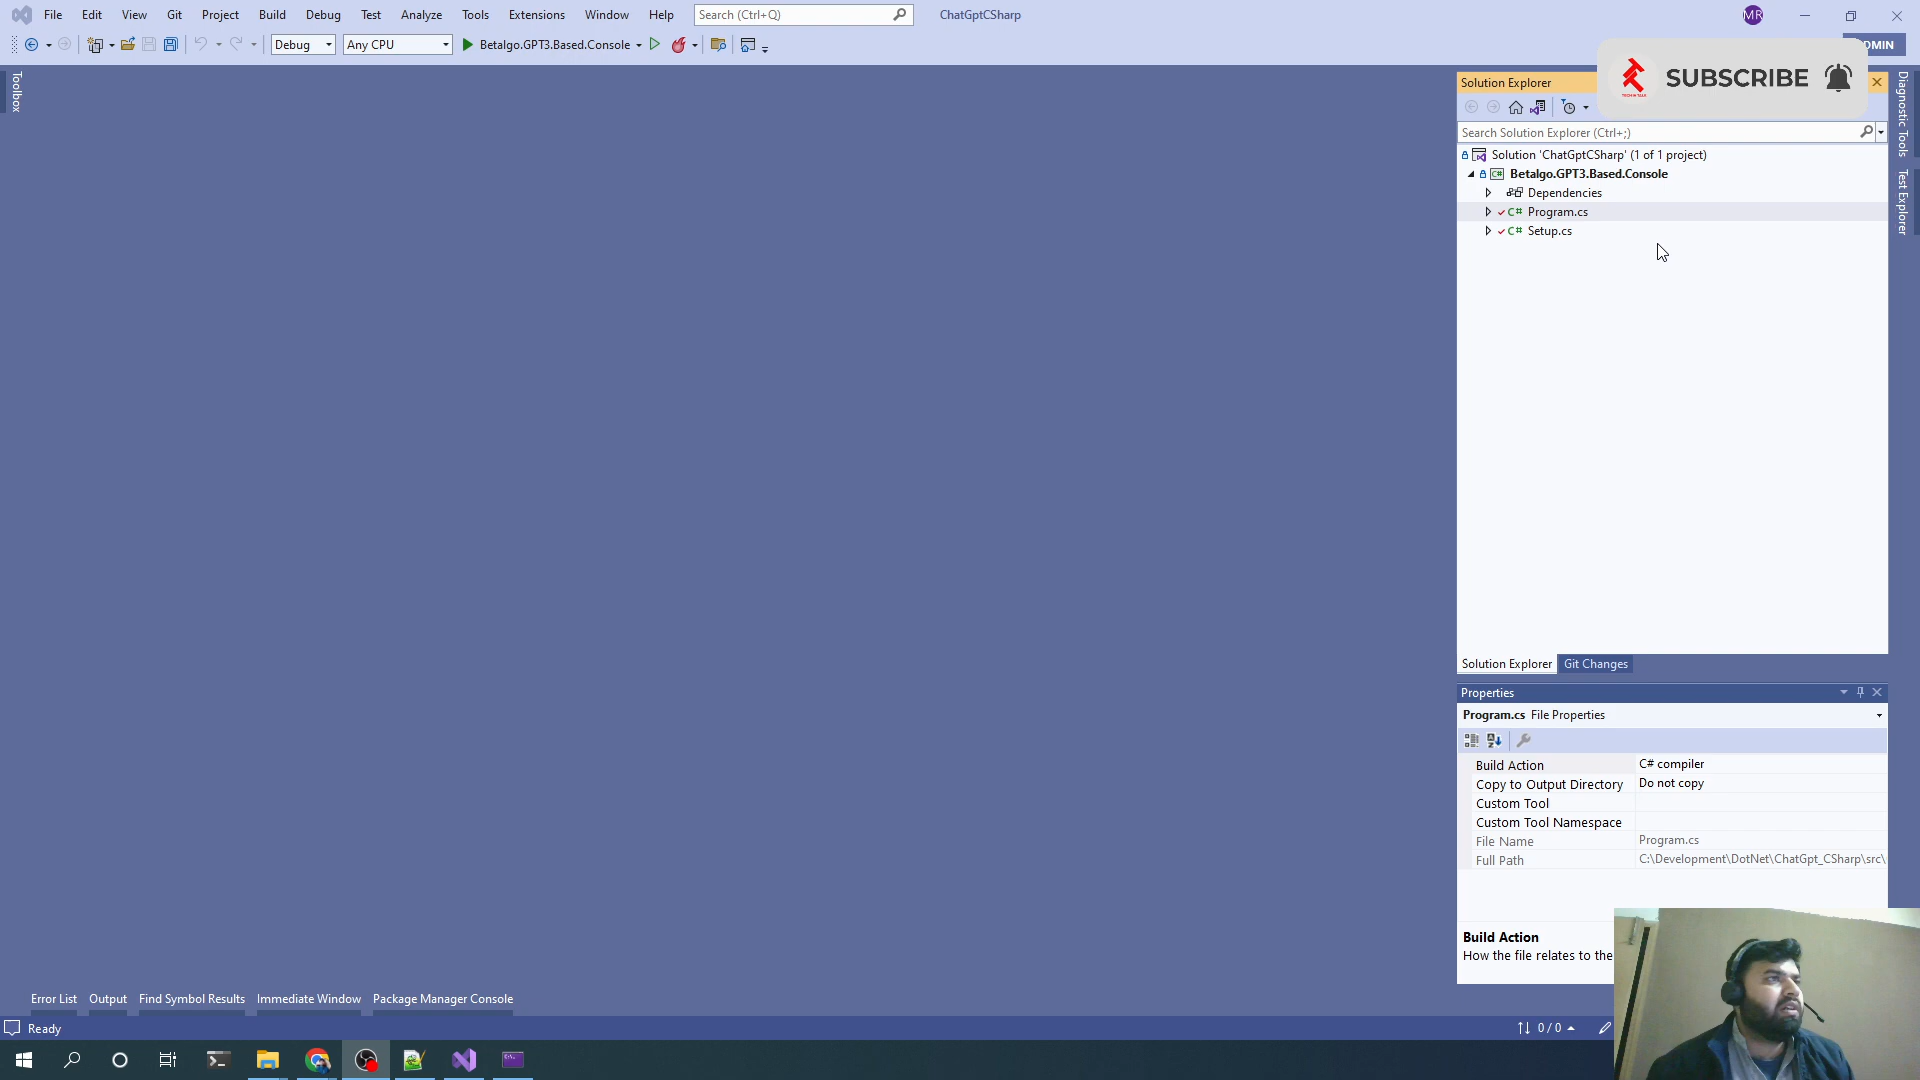 File Edit View Git Project Build Debug Test Analyze Tools Extensions Window Help Search (Ctrl+Q) ChatGptCSharp MR
Debug Any CPU Betalgo.GPT3.Based.Console
SUBSCRIBE
Toolbox
Solution Explorer
Search Solution Explorer (Ctrl+;)
Solution 'ChatGptCSharp' (1 of 1 project)
Betalgo.GPT3.Based.Console
Dependencies
C# Program.cs
C# Setup.cs
Diagnostic Tools
Test Explorer
Solution Explorer Git Changes
Properties
Program.cs File Properties
Build Action C# compiler
Copy to Output Directory Do not copy
Custom Tool
Custom Tool Namespace
File Name Program.cs
Full Path C:\Development\DotNet\ChatGpt_CSharp\src\
Build Action
How the file relates to the
Error List Output Find Symbol Results Immediate Window Package Manager Console
Ready 0 / 0